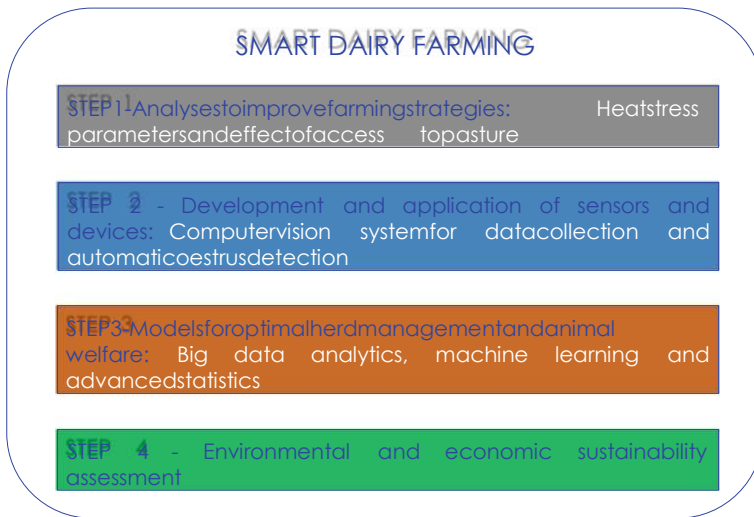 SMART DAIRY FARMING
STEP1-Analysestoimprovefarmingstrategies: Heatstress
parametersandeffectofaccess topasture
STEP 2 - Development and application of sensors and
devices: Computervision systemfor datacollection and
automaticoestrusdetection
STEP3-Modelsforoptimalherdmanagementandanimal
welfare: Big data analytics, machine learning and
advancedstatistics
STEP 4 - Environmental and economic sustainability
assessment